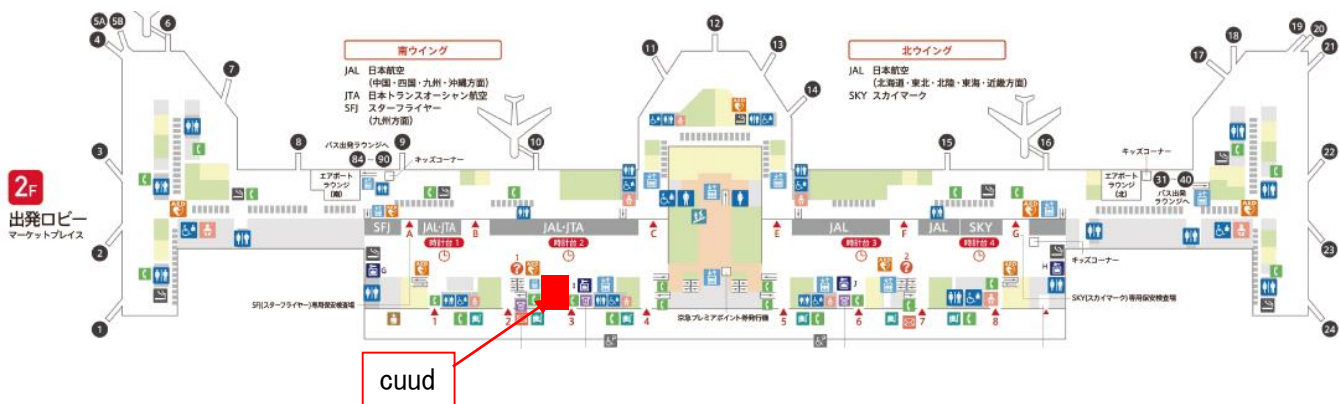 5A
5B
6
4
7
3
8
9
10
2
1
南ウイング
JAL 日本航空
(中国・四国・九州・沖縄方面)
JTA 日本トランスオーシャン航空
SFJ スターフライヤー
(九州方面)
バス出発ラウンジへ
84 － 90
キッズコーナー
エアポート
ラウンジ
(南)
2F
出発ロビー
マーケットプレイス
11
12
13
14
北ウイング
JAL 日本航空
(北海道・東北・北陸・東海・近畿方面)
SKY スカイマーク
15
16
17
18
19
20
21
22
23
24
キッズコーナー
エアポート
ラウンジ
(北)
31 － 40
バス出発
ラウンジへ
AED
SFJ
A
JAL・JTA
B
JAL・JTA
C
E
JAL
F
JAL
SKY
G
時計台 1
時計台 2
時計台 3
時計台 4
キッズコーナー
G
1
?
I
J
2
?
H
SFJ(スターフライヤー)専用保安検査場
京急プレミアポイント券発行機
SKY(スカイマーク)専用保安検査場
1
2
3
4
5
6
7
8
cuud